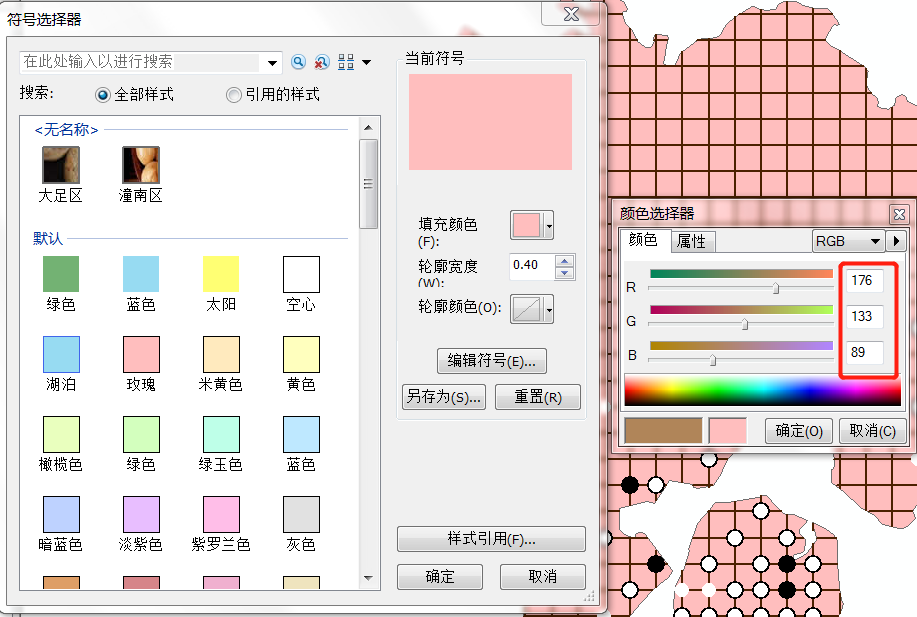 符号选择器
在此处输入以进行搜索
搜索: 全部样式 引用的样式
<无名称>
大足区 潼南区
默认
绿色 蓝色 太阳 空心
湖泊 玫瑰 米黄色 黄色
橄榄色 绿色 绿玉色 蓝色
暗蓝色 淡紫色 紫罗兰色 灰色
当前符号
填充颜色
(F):
轮廓宽度
(W):
0.40
轮廓颜色(O):
编辑符号(E)...
另存为(S)... 重置(R)
样式引用(F)...
确定 取消
颜色选择器
颜色 属性 RGB
R 176
G 133
B 89
确定(O) 取消(C)